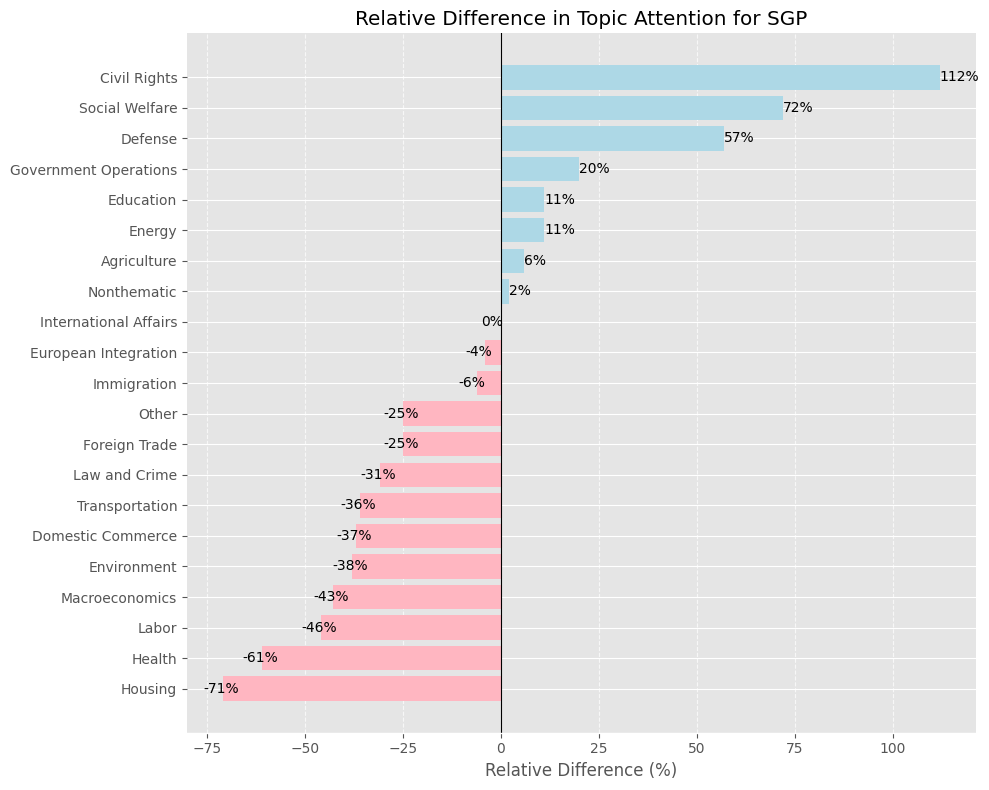 Relative Difference in Topic Attention for SGP
Civil Rights 112%
Social Welfare 72%
Defense 57%
Government Operations 20%
Education 11%
Energy 11%
Agriculture 6%
Nonthematic 2%
International Affairs 0%
European Integration -4%
Immigration -6%
Other -25%
Foreign Trade -25%
Law and Crime -31%
Transportation -36%
Domestic Commerce -37%
Environment -38%
Macroeconomics -43%
Labor -46%
Health -61%
Housing -71%
−75 −50 −25 0 25 50 75 100
Relative Difference (%)